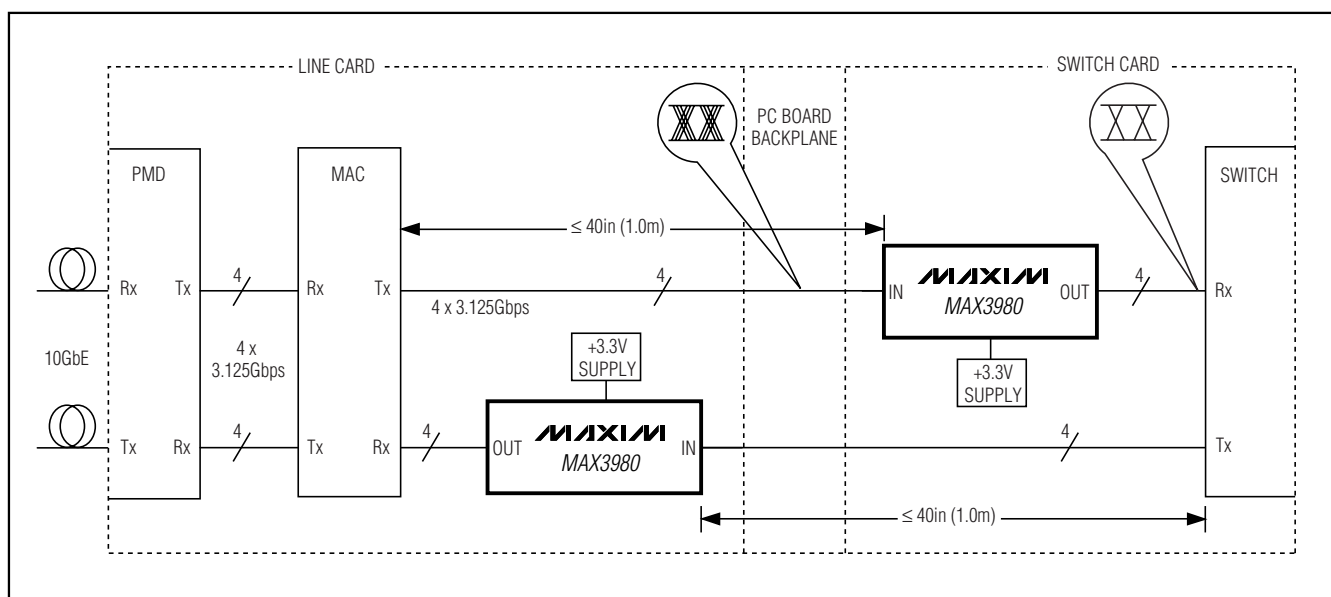 LINE CARD
SWITCH CARD
PC BOARD
BACKPLANE
PMD
MAC
SWITCH
≤ 40in (1.0m)
Rx
Tx
4
Rx
Tx
4 x 3.125Gbps
4
IN
MAXIM
MAX3980
OUT
4
Rx
10GbE
4 x
3.125Gbps
+3.3V
SUPPLY
+3.3V
SUPPLY
Tx
Rx
4
Tx
Rx
4
OUT
MAXIM
MAX3980
IN
4
Tx
≤ 40in (1.0m)